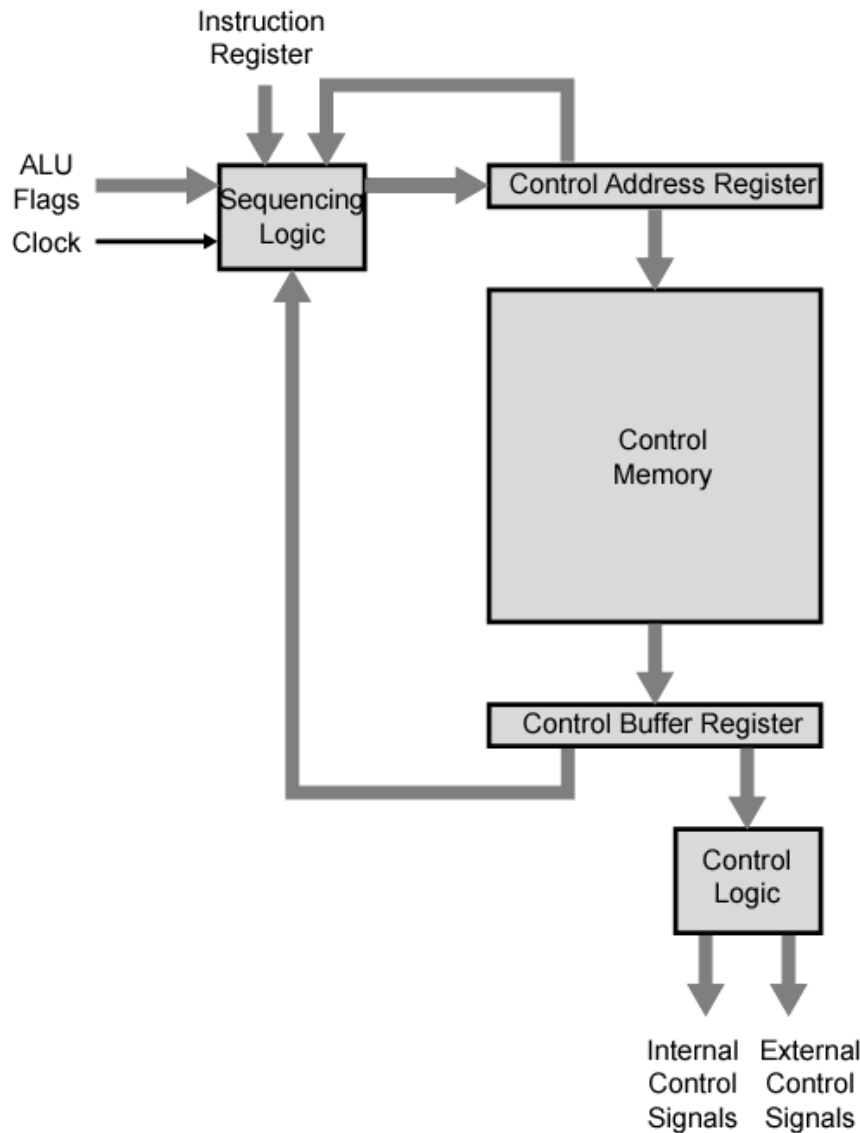 Instruction
Register
ALU
Flags
Clock
Sequencing
Logic
Control Address Register
Control
Memory
Control Buffer Register
Control
Logic
Internal
Control
Signals
External
Control
Signals